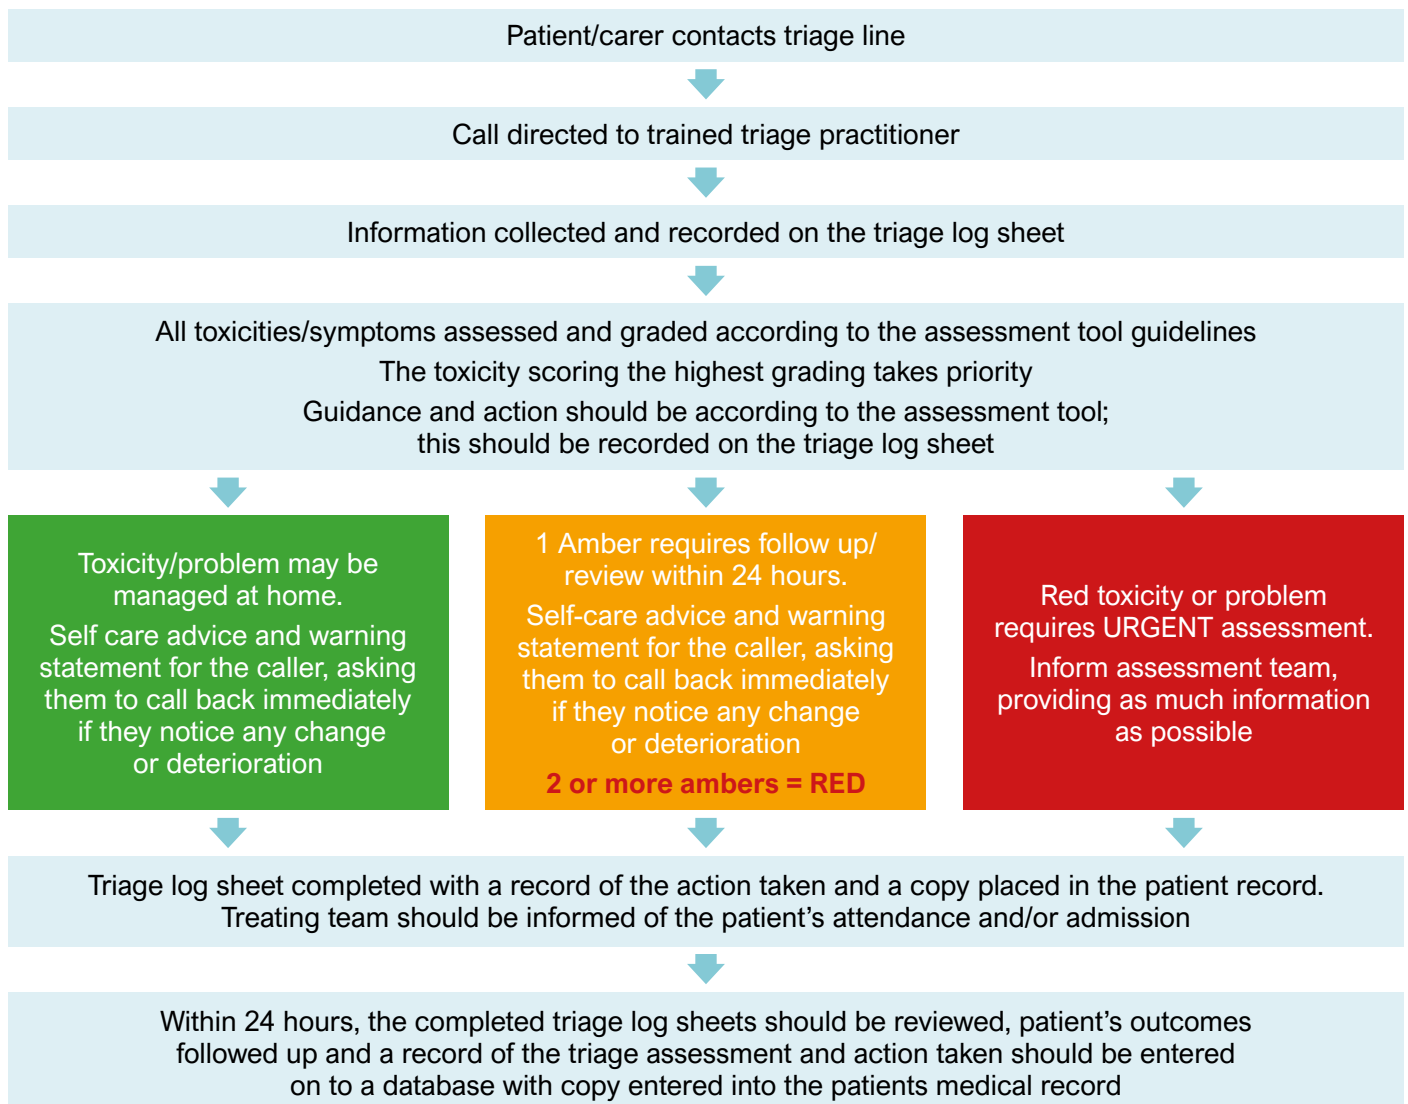 Patient/carer contacts triage line
Call directed to trained triage practitioner
Information collected and recorded on the triage log sheet
All toxicities/symptoms assessed and graded according to the assessment tool guidelines
The toxicity scoring the highest grading takes priority
Guidance and action should be according to the assessment tool;
this should be recorded on the triage log sheet
Toxicity/problem may be
managed at home.
Self care advice and warning
statement for the caller, asking
them to call back immediately
if they notice any change
or deterioration
1 Amber requires follow up/
review within 24 hours.
Self-care advice and warning
statement for the caller, asking
them to call back immediately
if they notice any change
or deterioration
2 or more ambers = RED
Red toxicity or problem
requires URGENT assessment.
Inform assessment team,
providing as much information
as possible
Triage log sheet completed with a record of the action taken and a copy placed in the patient record.
Treating team should be informed of the patient’s attendance and/or admission
Within 24 hours, the completed triage log sheets should be reviewed, patient’s outcomes
followed up and a record of the triage assessment and action taken should be entered
on to a database with copy entered into the patients medical record